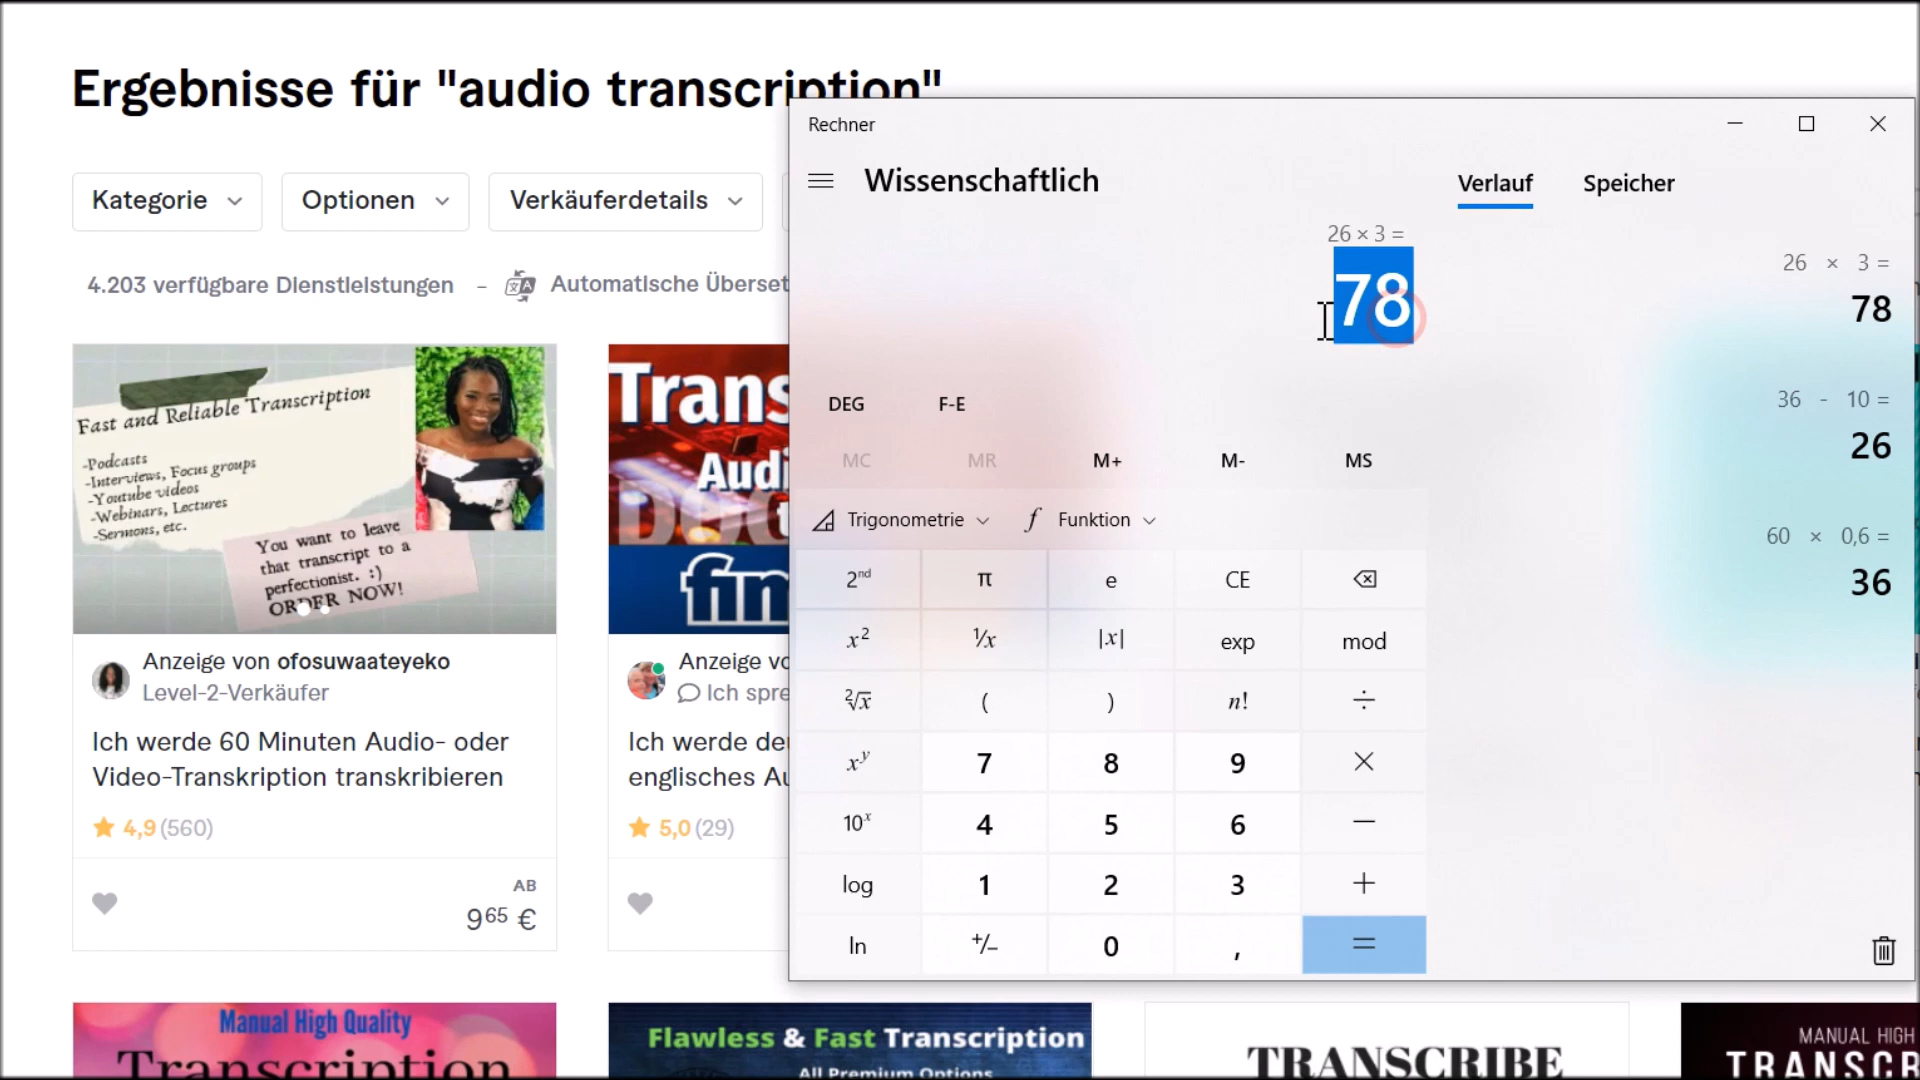 Ergebnisse für "audio transcription"
Kategorie
Optionen
Verkäuferdetails
4.203 verfügbare Dienstleistungen
Automatische Überset
Fast and Reliable Transcription
-Podcasts
-Interviews, Focus groups
-Youtube videos
-Webinars, Lectures
-Sermons, etc.
You want to leave
that transcript to a
perfectionist. :)
ORDER NOW!
Anzeige von ofosuwaateyeko
Level-2-Verkäufer
Ich werde 60 Minuten Audio- oder
Video-Transkription transkribieren
4,9 (560)
AB
9⁶⁵ €
Trans
Audi
Anzeige vo
Ich spre
Ich werde de
englisches Au
5,0 (29)
Rechner
Wissenschaftlich
Verlauf Speicher
26 × 3 =
78
26 × 3 =
78
36 - 10 =
26
60 × 0,6 =
36
DEG F-E
MC MR M+ M- MS
Trigonometrie Funktion
2ⁿᵈ π e CE
x² ¹/x |x| exp mod
²√x ( ) n! ÷
xʸ 7 8 9 ×
10ˣ 4 5 6 −
log 1 2 3 +
ln +/− 0 , =
Manual High Quality
Transcription
Flawless & Fast Transcription
All Premium Options
TRANSCRIBE
MANUAL HIGH
TRANSCR